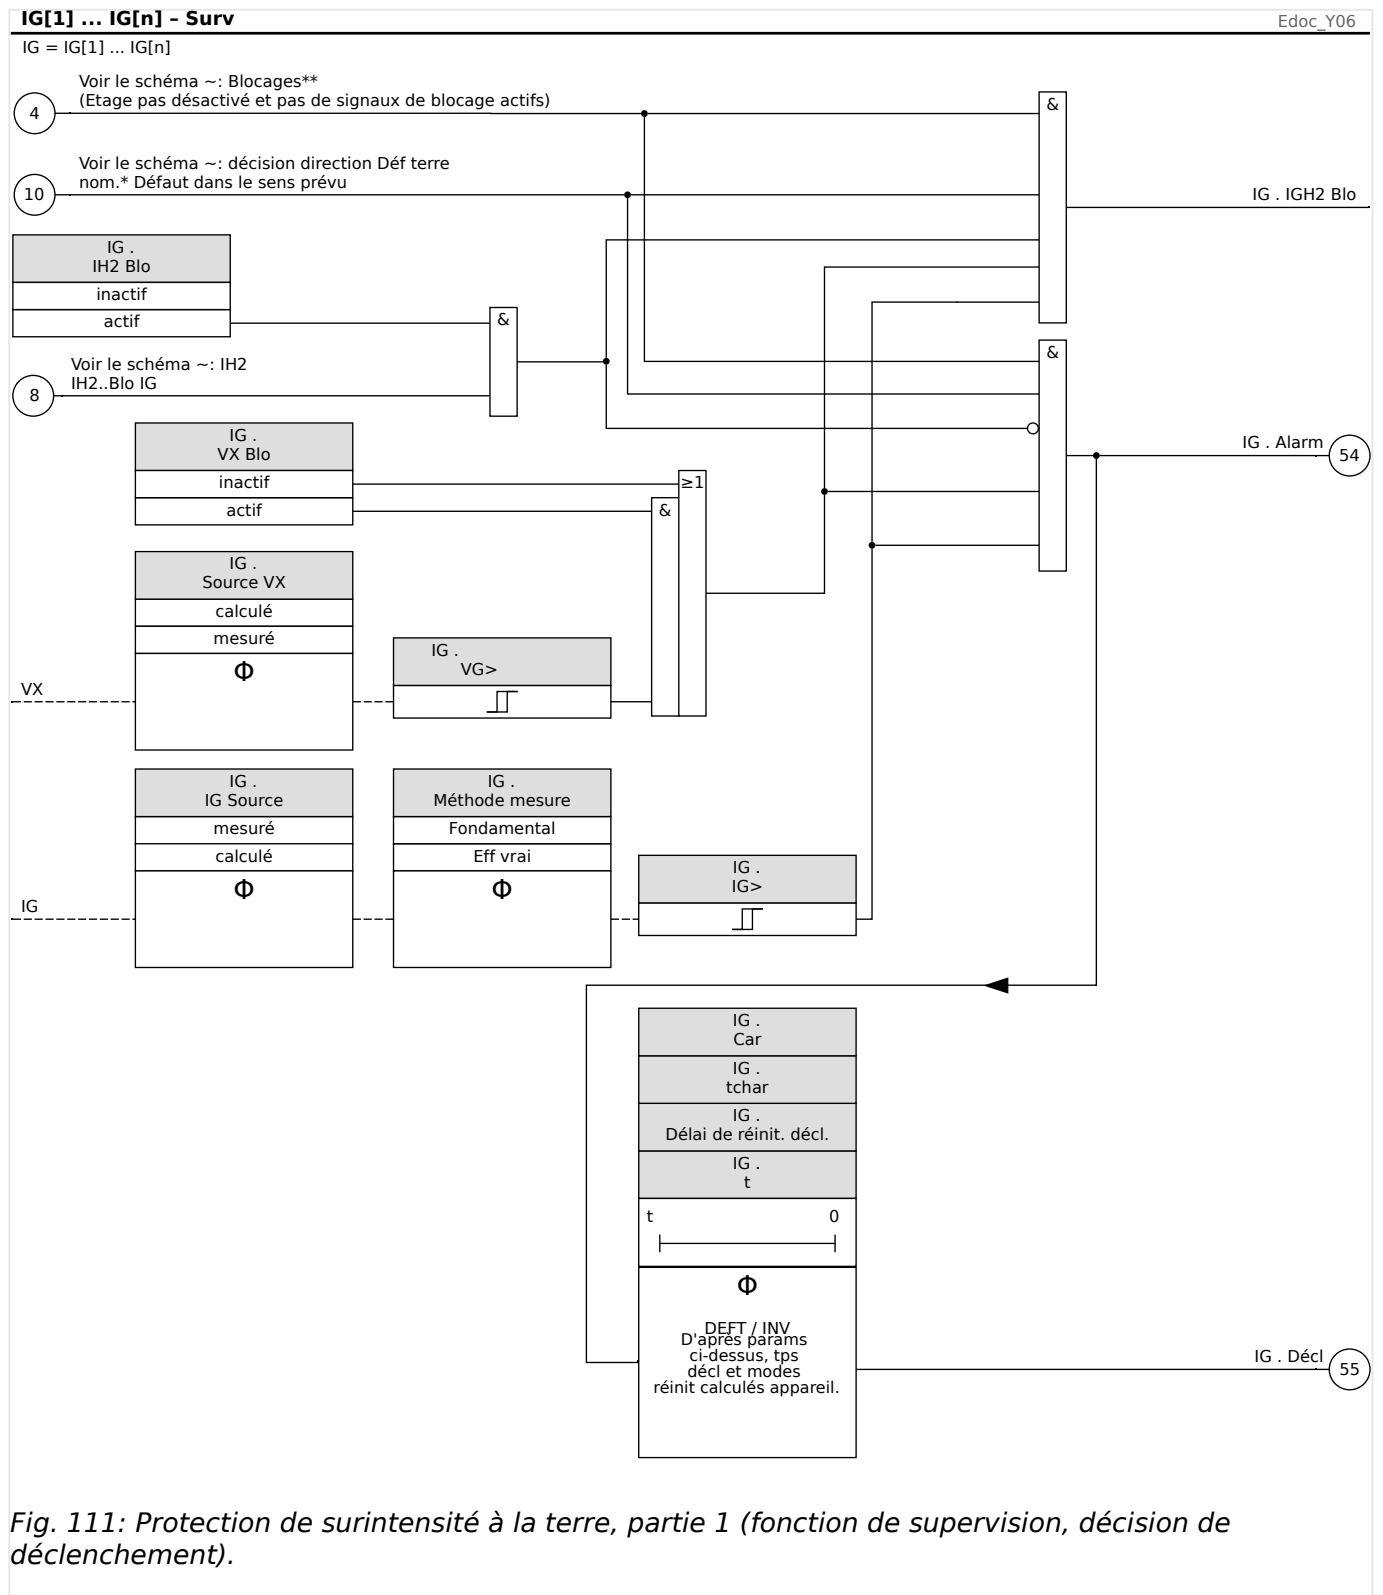 IG[1] ... IG[n] – Surv
Edoc_Y06
IG = IG[1] ... IG[n]
Voir le schéma ~: Blocages**
(Etage pas désactivé et pas de signaux de blocage actifs)
4
&
Voir le schéma ~: décision direction Déf terre
nom.* Défaut dans le sens prévu
10
IG . IGH2 Blo
IG .
IH2 Blo
inactif
actif
&
Voir le schéma ~: IH2
IH2..Blo IG
8
&
IG . Alarm
54
IG .
VX Blo
inactif
actif
≥1
&
IG .
Source VX
calculé
mesuré
Φ
VX
IG .
VG>
IG .
IG Source
mesuré
calculé
Φ
IG
IG .
Méthode mesure
Fondamental
Eff vrai
Φ
IG .
IG>
IG .
Car
IG .
tchar
IG .
Délai de réinit. décl.
IG .
t
t 0
Φ
DEFT / INV
D'après params
ci-dessus, tps
décl et modes
réinit calculés appareil.
IG . Décl
55
Fig. 111: Protection de surintensité à la terre, partie 1 (fonction de supervision, décision de
déclenchement).